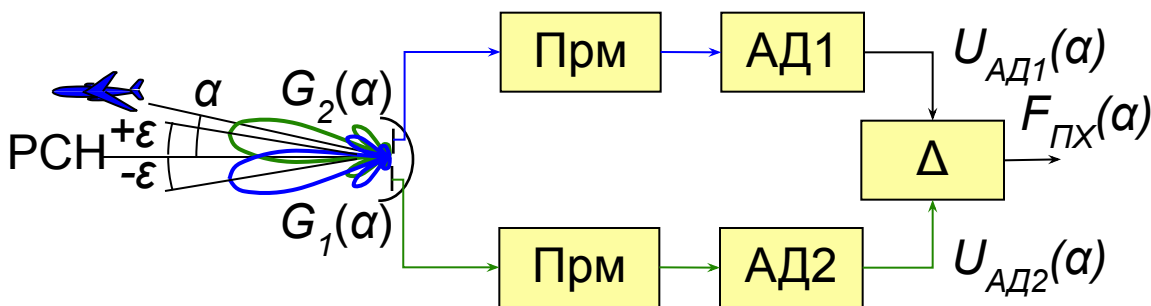 Прм
АД1
U_АД1(α)
α
G_2(α)
+ε
F_ПХ(α)
РСН
Δ
-ε
G_1(α)
Прм
АД2
U_АД2(α)